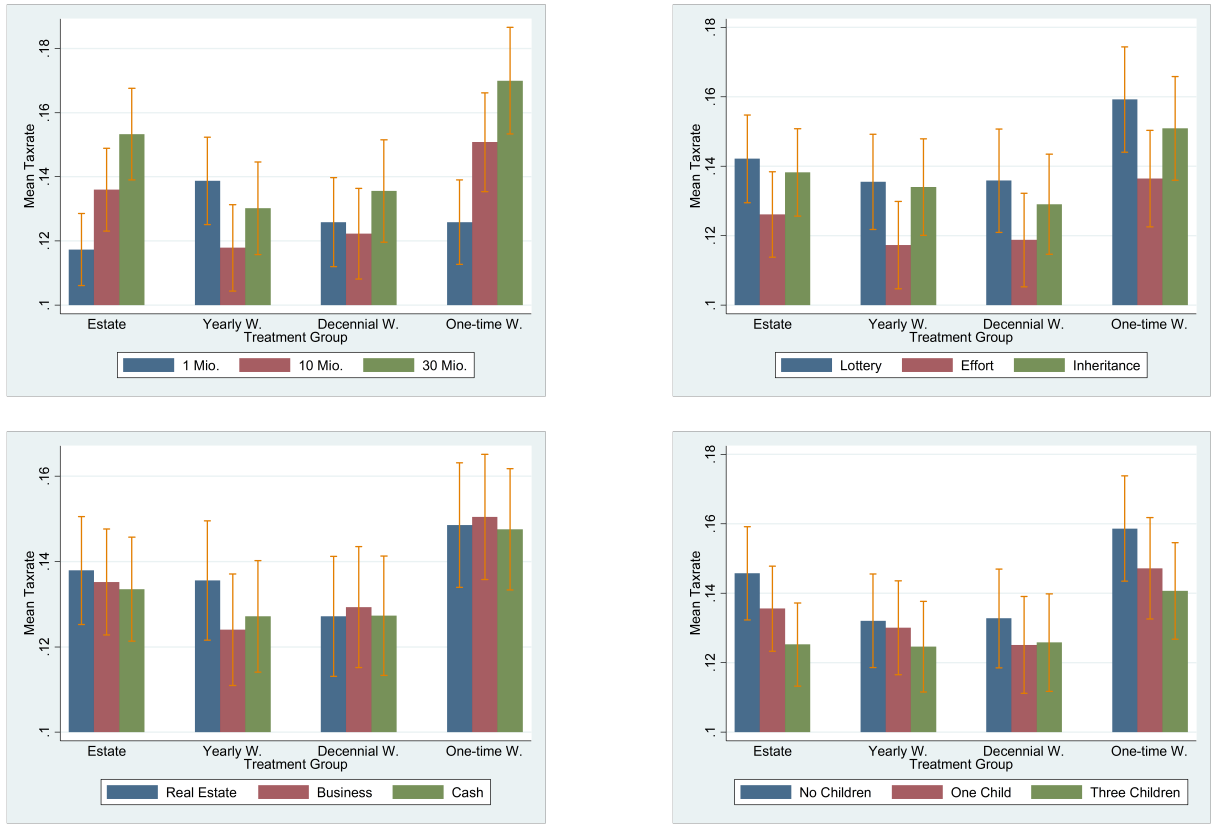 Mean Taxrate
.18
.16
.14
.12
.1
Estate Yearly W. Decennial W. One-time W.
Treatment Group
1 Mio. 10 Mio. 30 Mio.
Mean Taxrate
.18
.16
.14
.12
.1
Estate Yearly W. Decennial W. One-time W.
Treatment Group
Lottery Effort Inheritance
Mean Taxrate
.16
.14
.12
.1
Estate Yearly W. Decennial W. One-time W.
Treatment Group
Real Estate Business Cash
Mean Taxrate
.18
.16
.14
.12
.1
Estate Yearly W. Decennial W. One-time W.
Treatment Group
No Children One Child Three Children